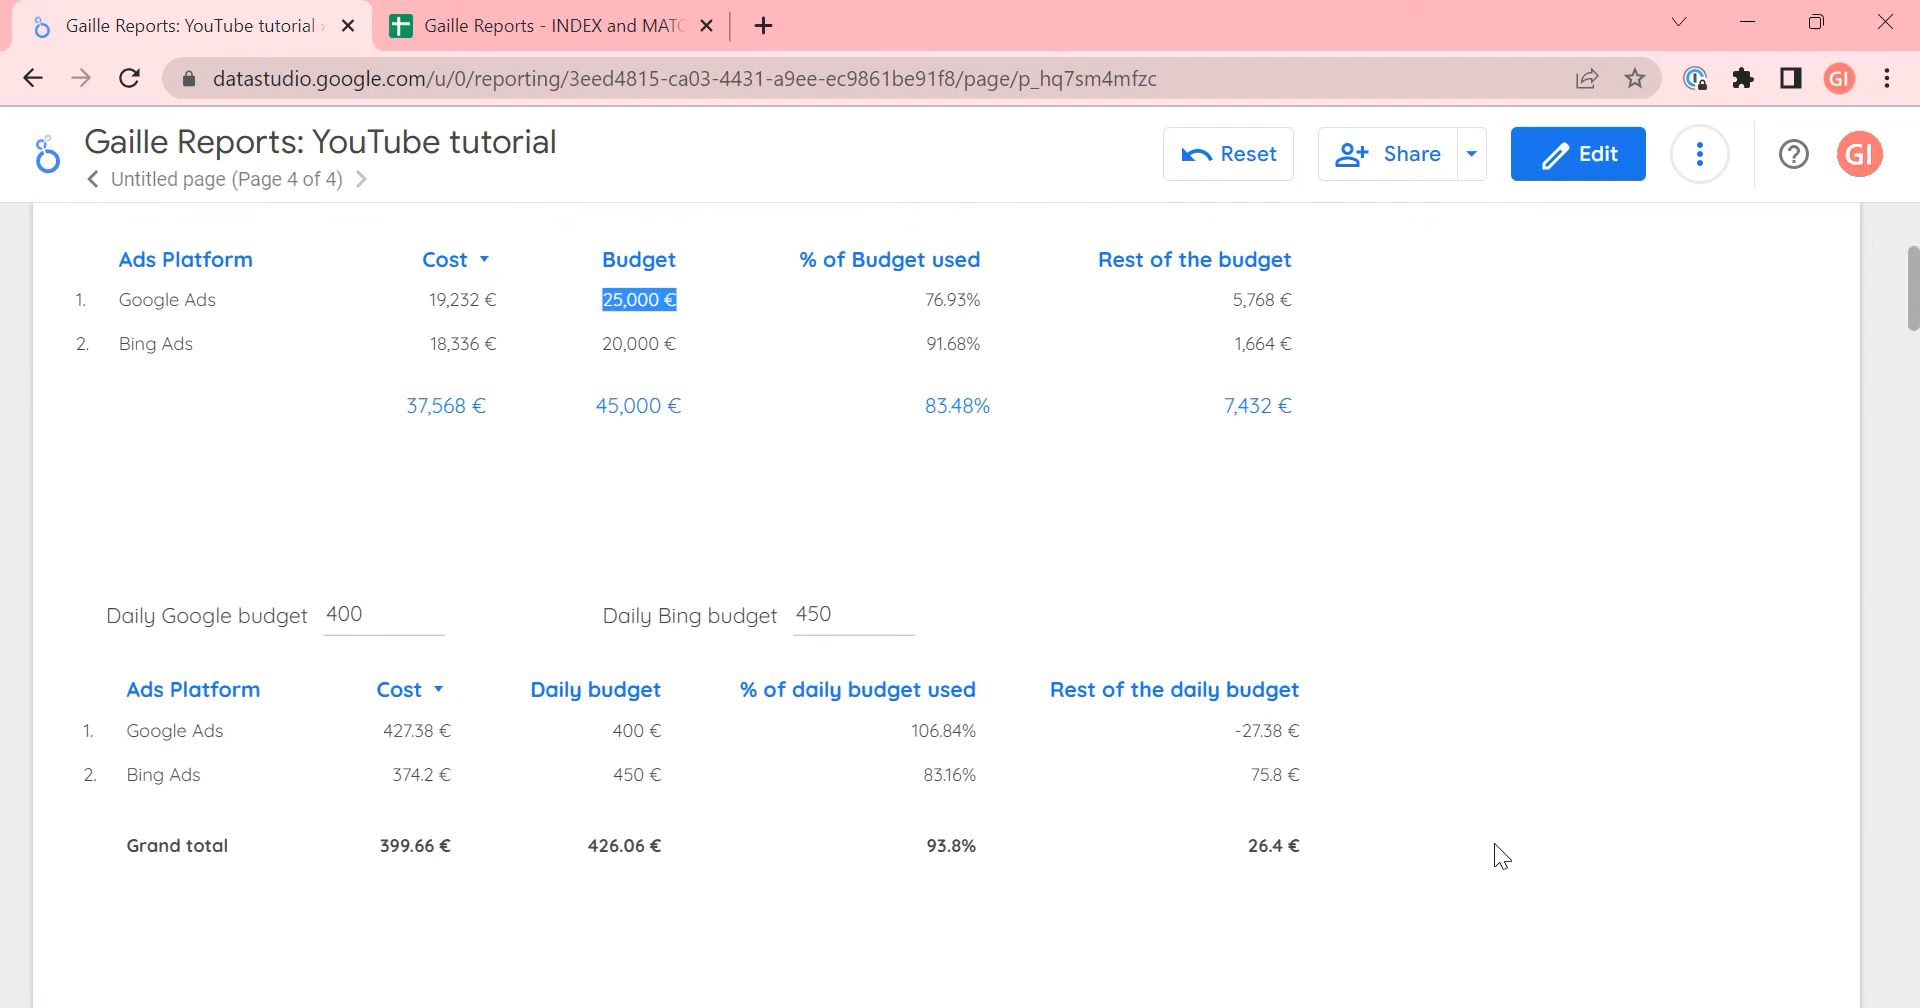 Gaille Reports: YouTube tutorial
Gaille Reports - INDEX and MATC
datastudio.google.com/u/0/reporting/3eed4815-ca03-4431-a9ee-ec9861be91f8/page/p_hq7sm4mfzc
GI
Gaille Reports: YouTube tutorial
Untitled page (Page 4 of 4)
Reset
Share
Edit
GI
Ads Platform Cost Budget % of Budget used Rest of the budget
1. Google Ads 19,232 € 25,000 € 76.93% 5,768 €
2. Bing Ads 18,336 € 20,000 € 91.68% 1,664 €
37,568 € 45,000 € 83.48% 7,432 €
Daily Google budget 400 Daily Bing budget 450
Ads Platform Cost Daily budget % of daily budget used Rest of the daily budget
1. Google Ads 427.38 € 400 € 106.84% -27.38 €
2. Bing Ads 374.2 € 450 € 83.16% 75.8 €
Grand total 399.66 € 426.06 € 93.8% 26.4 €